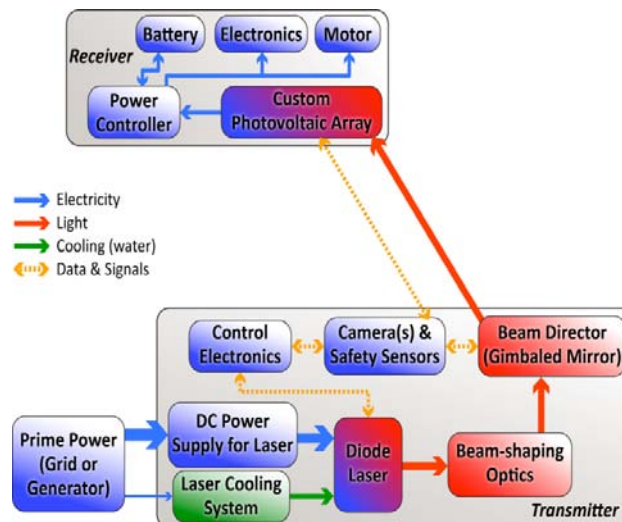 Battery
Electronics
Motor
Receiver
Power
Controller
Custom
Photovoltaic Array
Electricity
Light
Cooling (water)
Data & Signals
Control
Electronics
Camera(s) &
Safety Sensors
Beam Director
(Gimbaled Mirror)
Prime Power
(Grid or
Generator)
DC Power
Supply for Laser
Laser Cooling
System
Diode
Laser
Beam-shaping
Optics
Transmitter